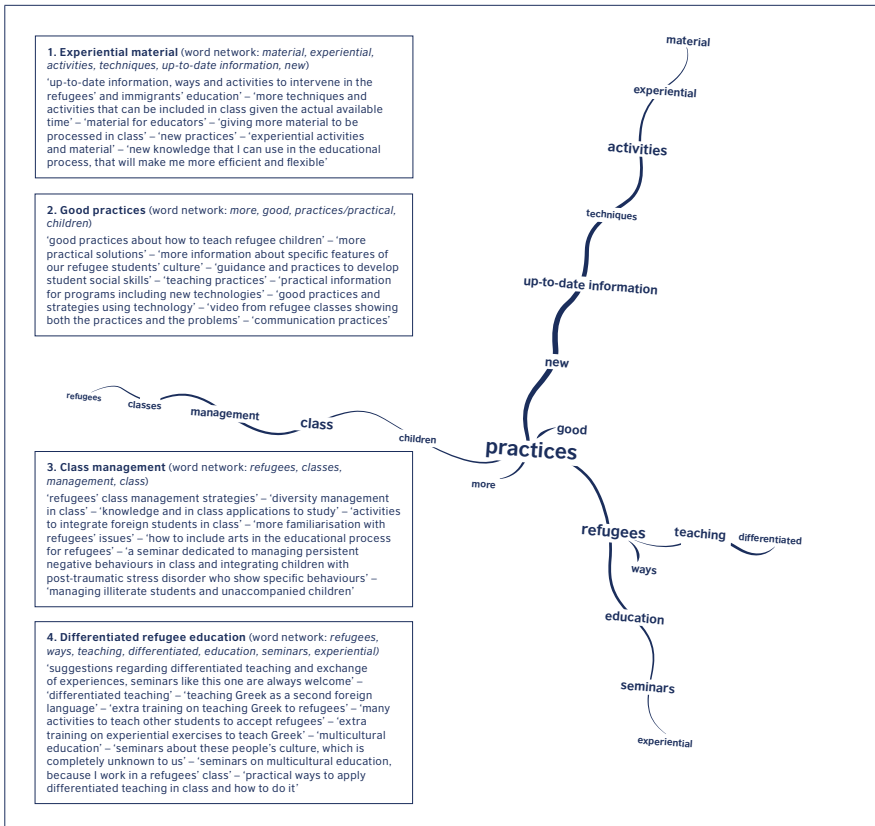 1. Experiential material (word network: material, experiential,
activities, techniques, up-to-date information, new)
‘up-to-date information, ways and activities to intervene in the
refugees’ and immigrants’ education’ – ‘more techniques and
activities that can be included in class given the actual available
time’ – ‘material for educators’ – ‘giving more material to be
processed in class’ – ‘new practices’ – ‘experiential activities
and material’ – ‘new knowledge that I can use in the educational
process, that will make me more efficient and flexible’
2. Good practices (word network: more, good, practices/practical,
children)
‘good practices about how to teach refugee children’ – ‘more
practical solutions’ – ‘more information about specific features of
our refugee students’ culture’ – ‘guidance and practices to develop
student social skills’ – ‘teaching practices’ – ‘practical information
for programs including new technologies’ – ‘good practices and
strategies using technology’ – ‘video from refugee classes showing
both the practices and the problems’ – ‘communication practices’
3. Class management (word network: refugees, classes,
management, class)
‘refugees’ class management strategies’ – ‘diversity management
in class’ – ‘knowledge and in class applications to study’ – ‘activities
to integrate foreign students in class’ – ‘more familiarisation with
refugees’ issues’ – ‘how to include arts in the educational process
for refugees’ – ‘a seminar dedicated to managing persistent
negative behaviours in class and integrating children with
post-traumatic stress disorder who show specific behaviours’ –
‘managing illiterate students and unaccompanied children’
4. Differentiated refugee education (word network: refugees,
ways, teaching, differentiated, education, seminars, experiential)
‘suggestions regarding differentiated teaching and exchange
of experiences, seminars like this one are always welcome’ –
‘differentiated teaching’ – ‘teaching Greek as a second foreign
language’ – ‘extra training on teaching Greek to refugees’ – ‘many
activities to teach other students to accept refugees’ – ‘extra
training on experiential exercises to teach Greek’ – ‘multicultural
education’ – ‘seminars about these people’s culture, which is
completely unknown to us’ – ‘seminars on multicultural education,
because I work in a refugees’ class’ – ‘practical ways to apply
differentiated teaching in class and how to do it’
material
experiential
activities
techniques
up-to-date information
new
good
practices
more
children
class
management
classes
refugees
refugees
teaching
differentiated
ways
education
seminars
experiential